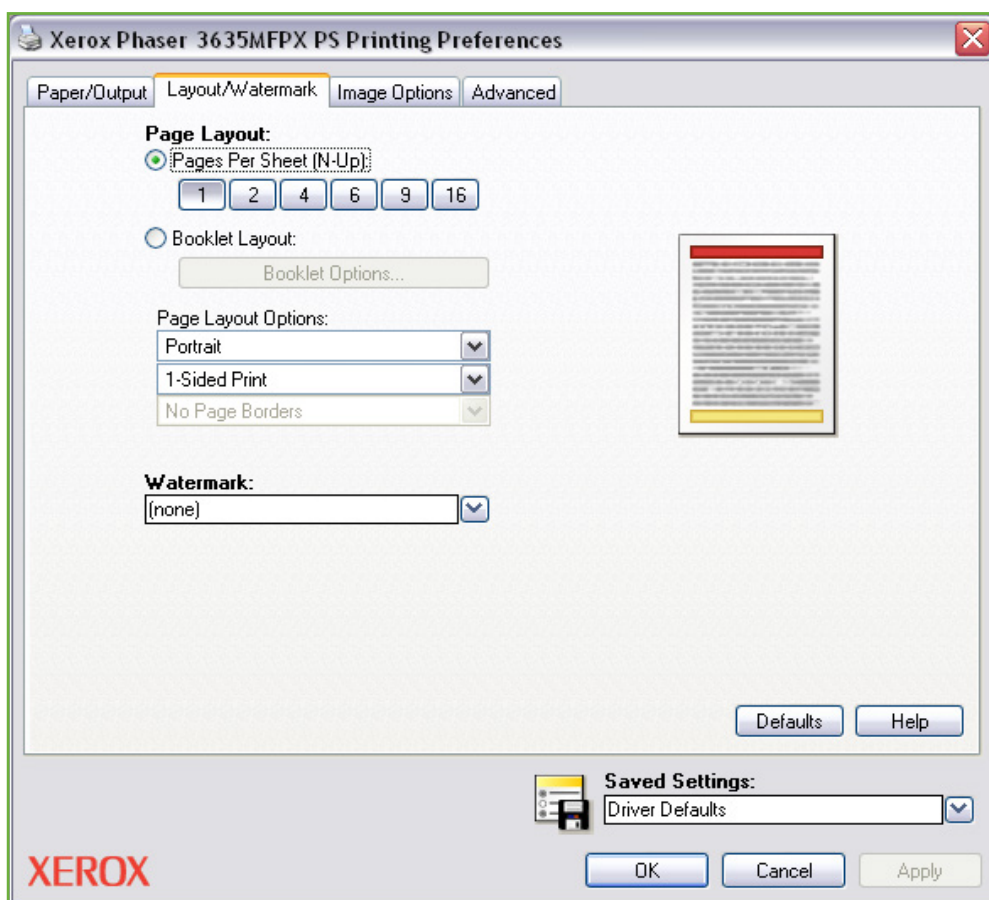 Xerox Phaser 3635MFPX PS Printing Preferences
Paper/Output Layout/Watermark Image Options Advanced
Page Layout:
Pages Per Sheet (N-Up):
1 2 4 6 9 16
Booklet Layout:
Booklet Options...
Page Layout Options:
Portrait
1-Sided Print
No Page Borders
Watermark:
(none)
Defaults Help
Saved Settings:
Driver Defaults
XEROX OK Cancel Apply